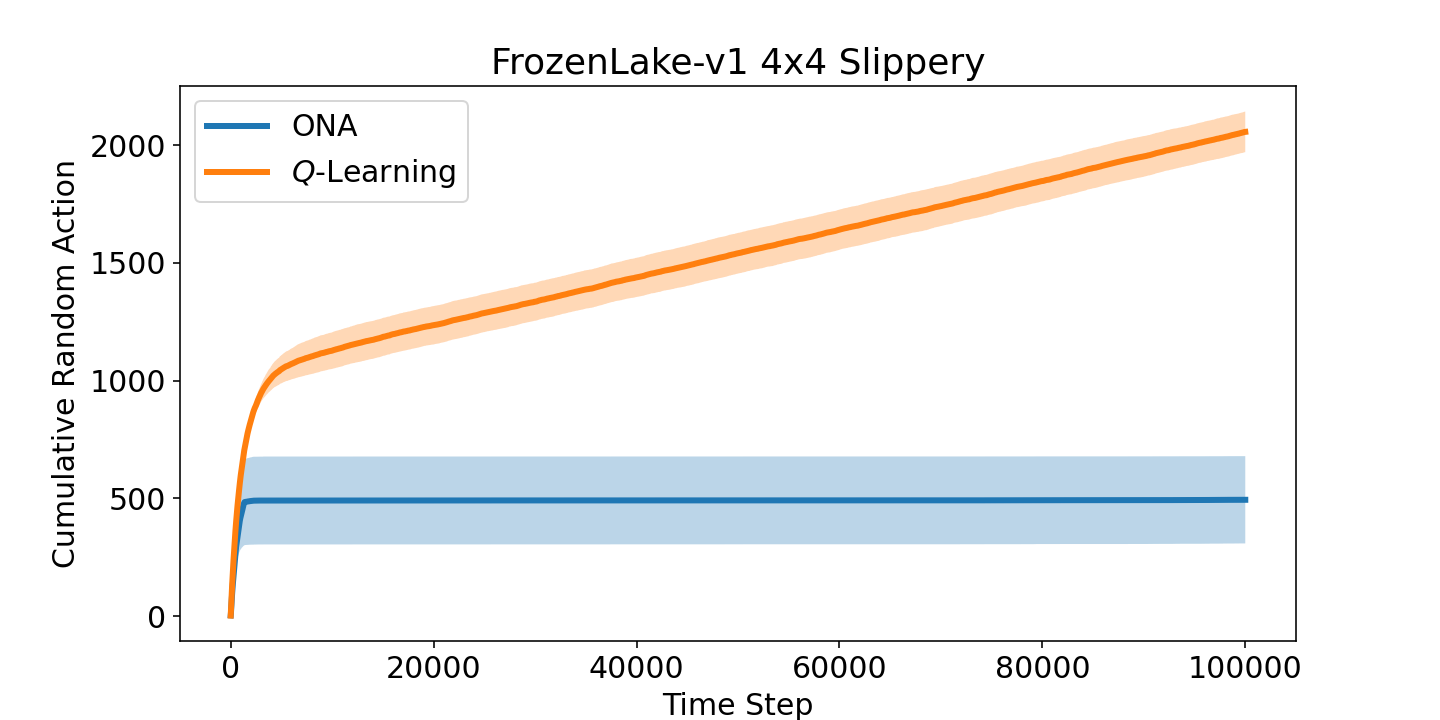 FrozenLake-v1 4x4 Slippery
ONA
Q-Learning
Cumulative Random Action
2000
1500
1000
500
0
0 20000 40000 60000 80000 100000
Time Step